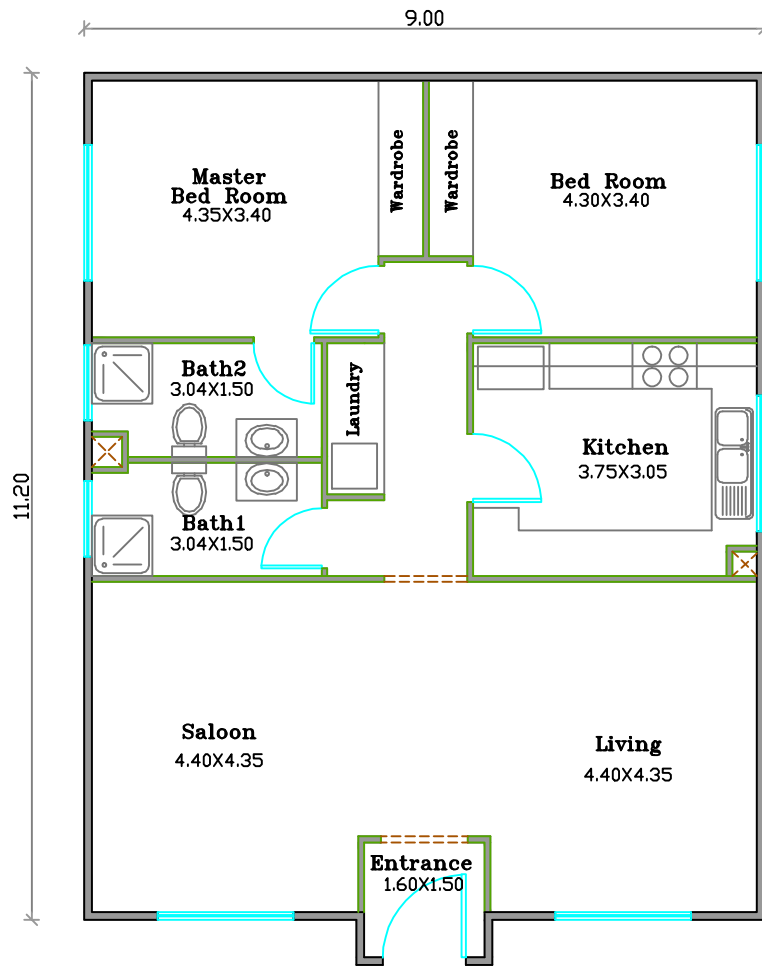 9.00
11.20
Master
Bed Room
4.35X3.40
Wardrobe
Wardrobe
Bed Room
4.30X3.40
Bath2
3.04X1.50
Laundry
Kitchen
3.75X3.05
Bath1
3.04X1.50
Saloon
4.40X4.35
Living
4.40X4.35
Entrance
1.60X1.50